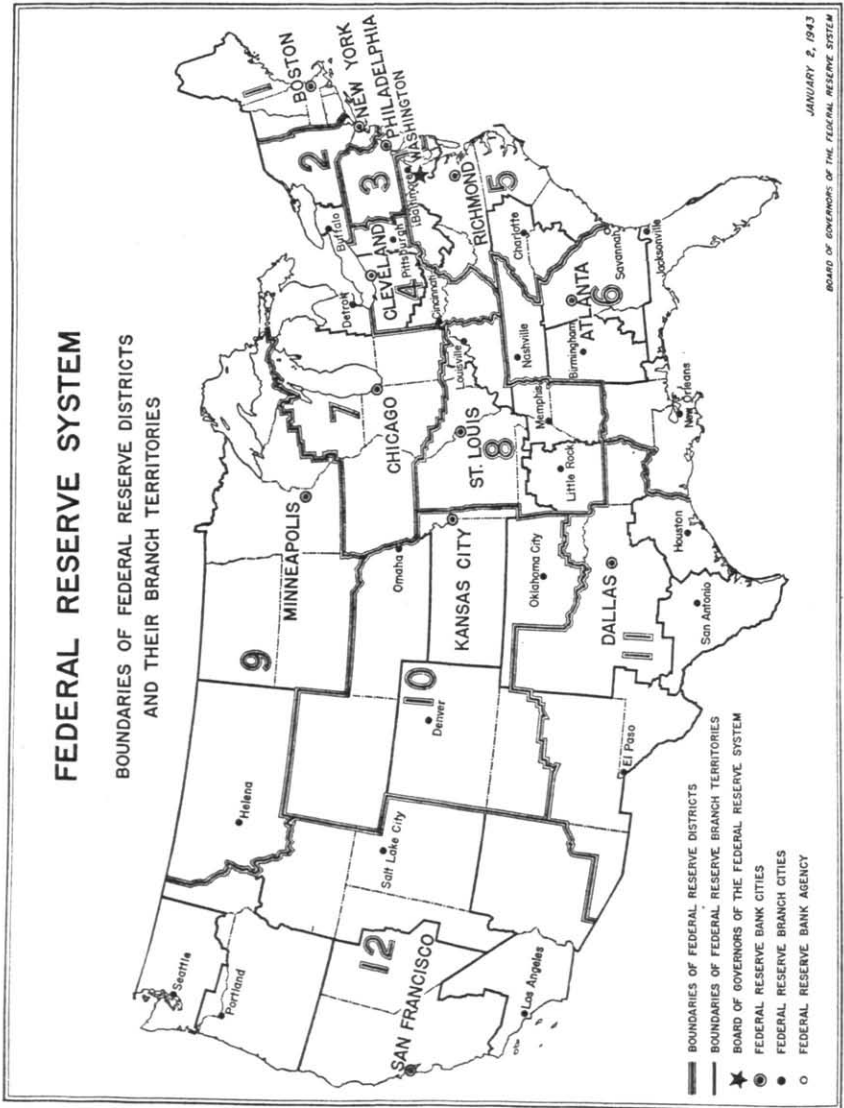 FEDERAL RESERVE SYSTEM
BOUNDARIES OF FEDERAL RESERVE DISTRICTS
AND THEIR BRANCH TERRITORIES
Seattle
Portland
Helena
9
MINNEAPOLIS
7
CHICAGO
Detroit
Buffalo
1
BOSTON
2
NEW YORK
PHILADELPHIA
3
WASHINGTON
Baltimore
CLEVELAND
Pittsburgh
4
Cincinnati
RICHMOND
5
Charlotte
12
SAN FRANCISCO
Salt Lake City
Los Angeles
10
Denver
Omaha
KANSAS CITY
Oklahoma City
ST. LOUIS
8
Louisville
Little Rock
Memphis
Nashville
Birmingham
ATLANTA
6
Savannah
Jacksonville
New Orleans
DALLAS
11
Houston
San Antonio
El Paso
BOUNDARIES OF FEDERAL RESERVE DISTRICTS
BOUNDARIES OF FEDERAL RESERVE BRANCH TERRITORIES
BOARD OF GOVERNORS OF THE FEDERAL RESERVE SYSTEM
FEDERAL RESERVE BANK CITIES
FEDERAL RESERVE BRANCH CITIES
FEDERAL RESERVE BANK AGENCY
JANUARY 2, 1943
BOARD OF GOVERNORS OF THE FEDERAL RESERVE SYSTEM